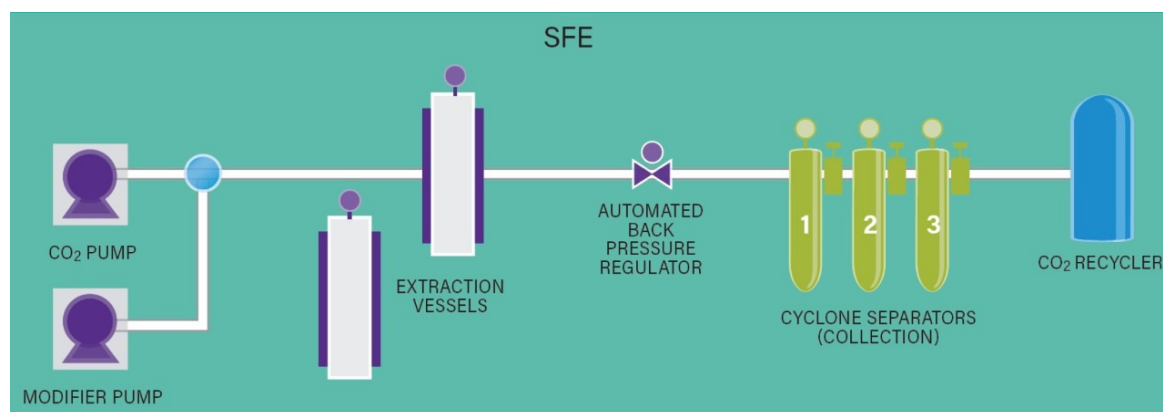 SFE
CO₂ PUMP
MODIFIER PUMP
EXTRACTION
VESSELS
AUTOMATED
BACK
PRESSURE
REGULATOR
1 2 3
CYCLONE SEPARATORS
(COLLECTION)
CO₂ RECYCLER